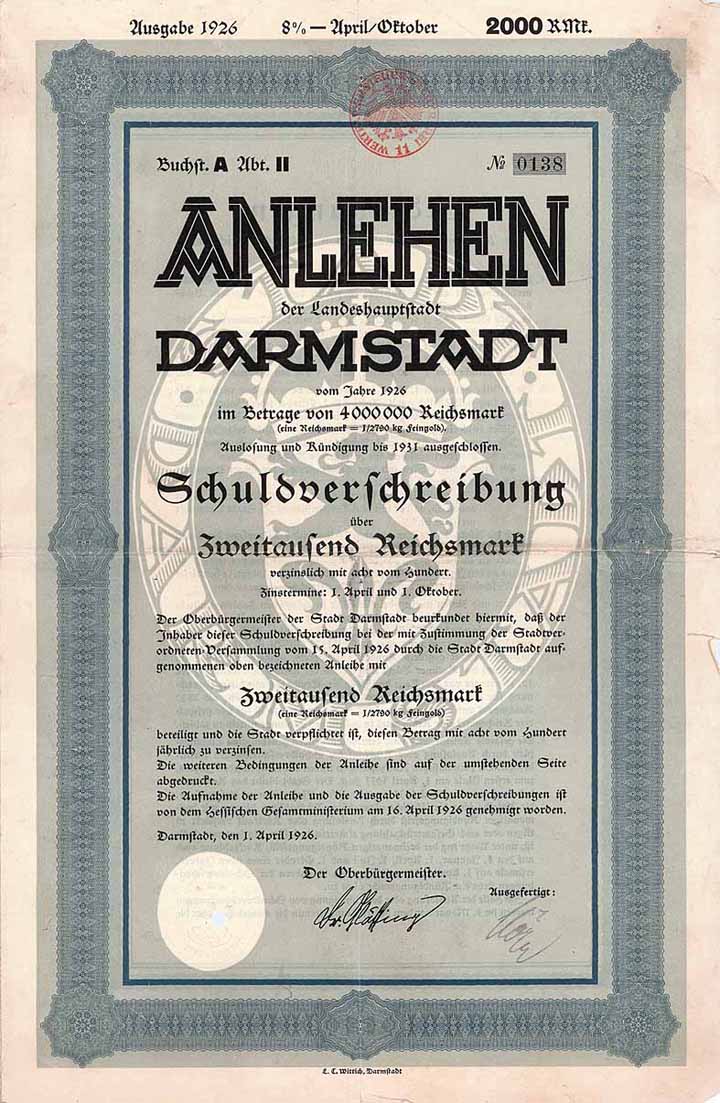 Ausgabe 1926 8% — April/Oktober 2000 RMk.
Buchst. A Abt. II № 0138
ANLEHEN
der Landeshauptstadt
DARMSTADT
vom Jahre 1926
im Betrage von 4000000 Reichsmark
(eine Reichsmark = 1/2790 kg Feingold).
Auslosung und Kündigung bis 1931 ausgeschlossen.
Schuldverschreibung
über
Zweitausend Reichsmark
verzinslich mit acht vom Hundert.
Zinstermine: 1. April und 1. Oktober.
Der Oberbürgermeister der Stadt Darmstadt beurkundet hiermit, daß der
Inhaber dieser Schuldverschreibung bei der mit Zustimmung der Stadtver-
ordneten-Versammlung vom 15. April 1926 durch die Stadt Darmstadt auf-
genommenen oben bezeichneten Anleihe mit
Zweitausend Reichsmark
(eine Reichsmark = 1/2790 kg Feingold)
beteiligt und die Stadt verpflichtet ist, diesen Betrag mit acht vom Hundert
jährlich zu verzinsen.
Die weiteren Bedingungen der Anleihe sind auf der umstehenden Seite
abgedruckt.
Die Aufnahme der Anleihe und die Ausgabe der Schuldverschreibungen ist
von dem Hessischen Gesamtministerium am 16. April 1926 genehmigt worden.
Darmstadt, den 1. April 1926.
Der Oberbürgermeister.
Ausgefertigt:
L. C. Wittich, Darmstadt